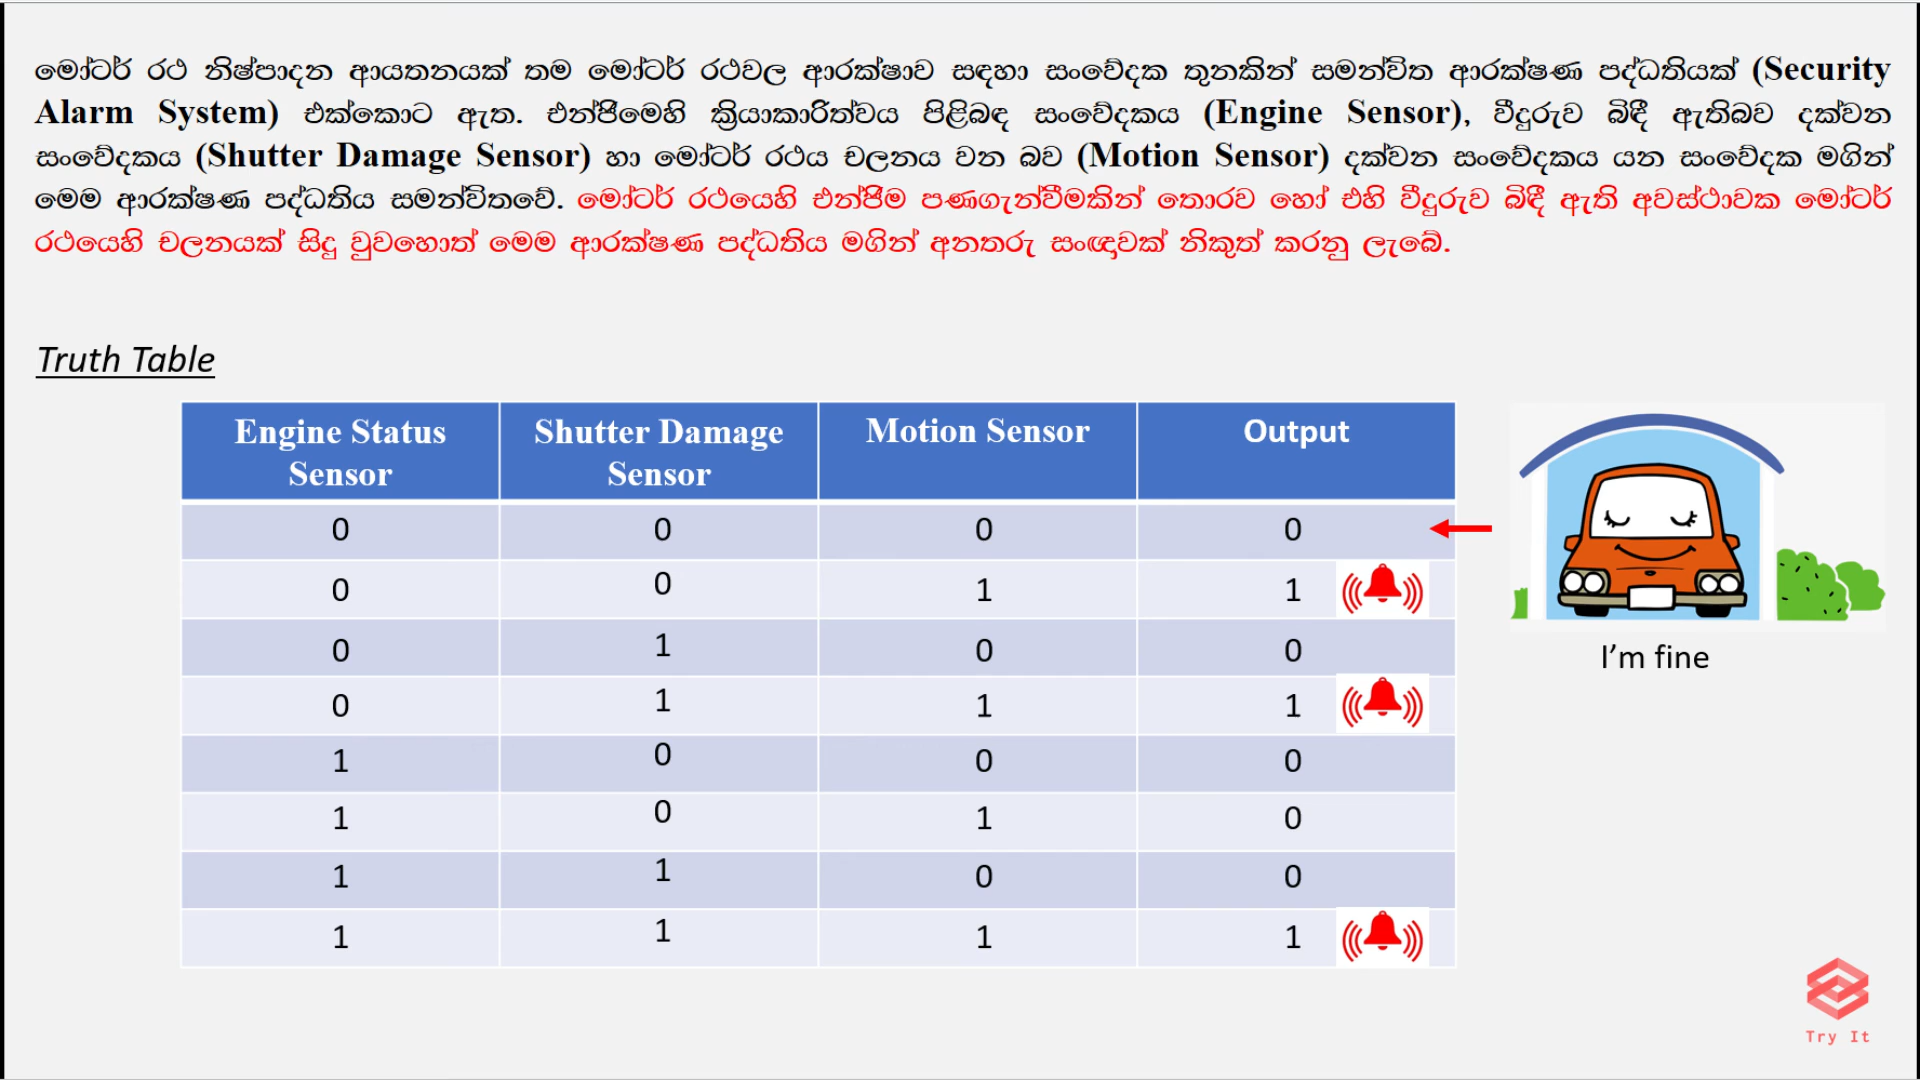 මෝටර් රථ නිෂ්පාදන ආයතනයක් තම මෝටර් රථවල ආරක්ෂාව සඳහා සංවේදක තුනකින් සමන්විත ආරක්ෂණ පද්ධතියක් (Security
Alarm System) එක්කොට ඇත. එන්ජිමෙහි ක්‍රියාකාරිත්වය පිළිබඳ සංවේදකය (Engine Sensor), වීදුරුව බිඳී ඇතිබව දක්වන
සංවේදකය (Shutter Damage Sensor) හා මෝටර් රථය චලනය වන බව (Motion Sensor) දක්වන සංවේදකය යන සංවේදක මගින්
මෙම ආරක්ෂණ පද්ධතිය සමන්විතවේ. මෝටර් රථයෙහි එන්ජිම පණගැන්වීමකින් තොරව හෝ එහි වීදුරුව බිඳී ඇති අවස්ථාවක මෝටර්
රථයෙහි චලනයක් සිදු වුවහොත් මෙම ආරක්ෂණ පද්ධතිය මගින් අනතරු සංඥාවක් නිකුත් කරනු ලැබේ.
Truth Table
Engine Status Sensor Shutter Damage Sensor Motion Sensor Output
0 0 0 0
0 0 1 1
0 1 0 0
0 1 1 1
1 0 0 0
1 0 1 0
1 1 0 0
1 1 1 1
I'm fine
Try It